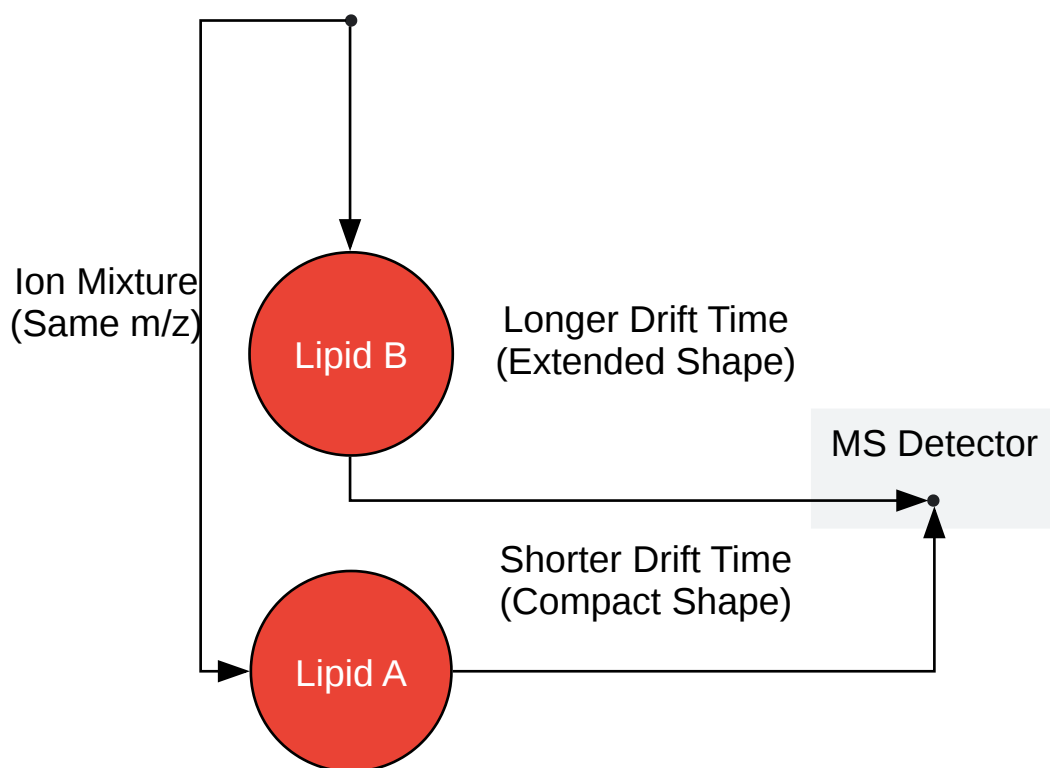 Ion Mixture
(Same m/z)
Lipid B
Longer Drift Time
(Extended Shape)
MS Detector
Shorter Drift Time
(Compact Shape)
Lipid A